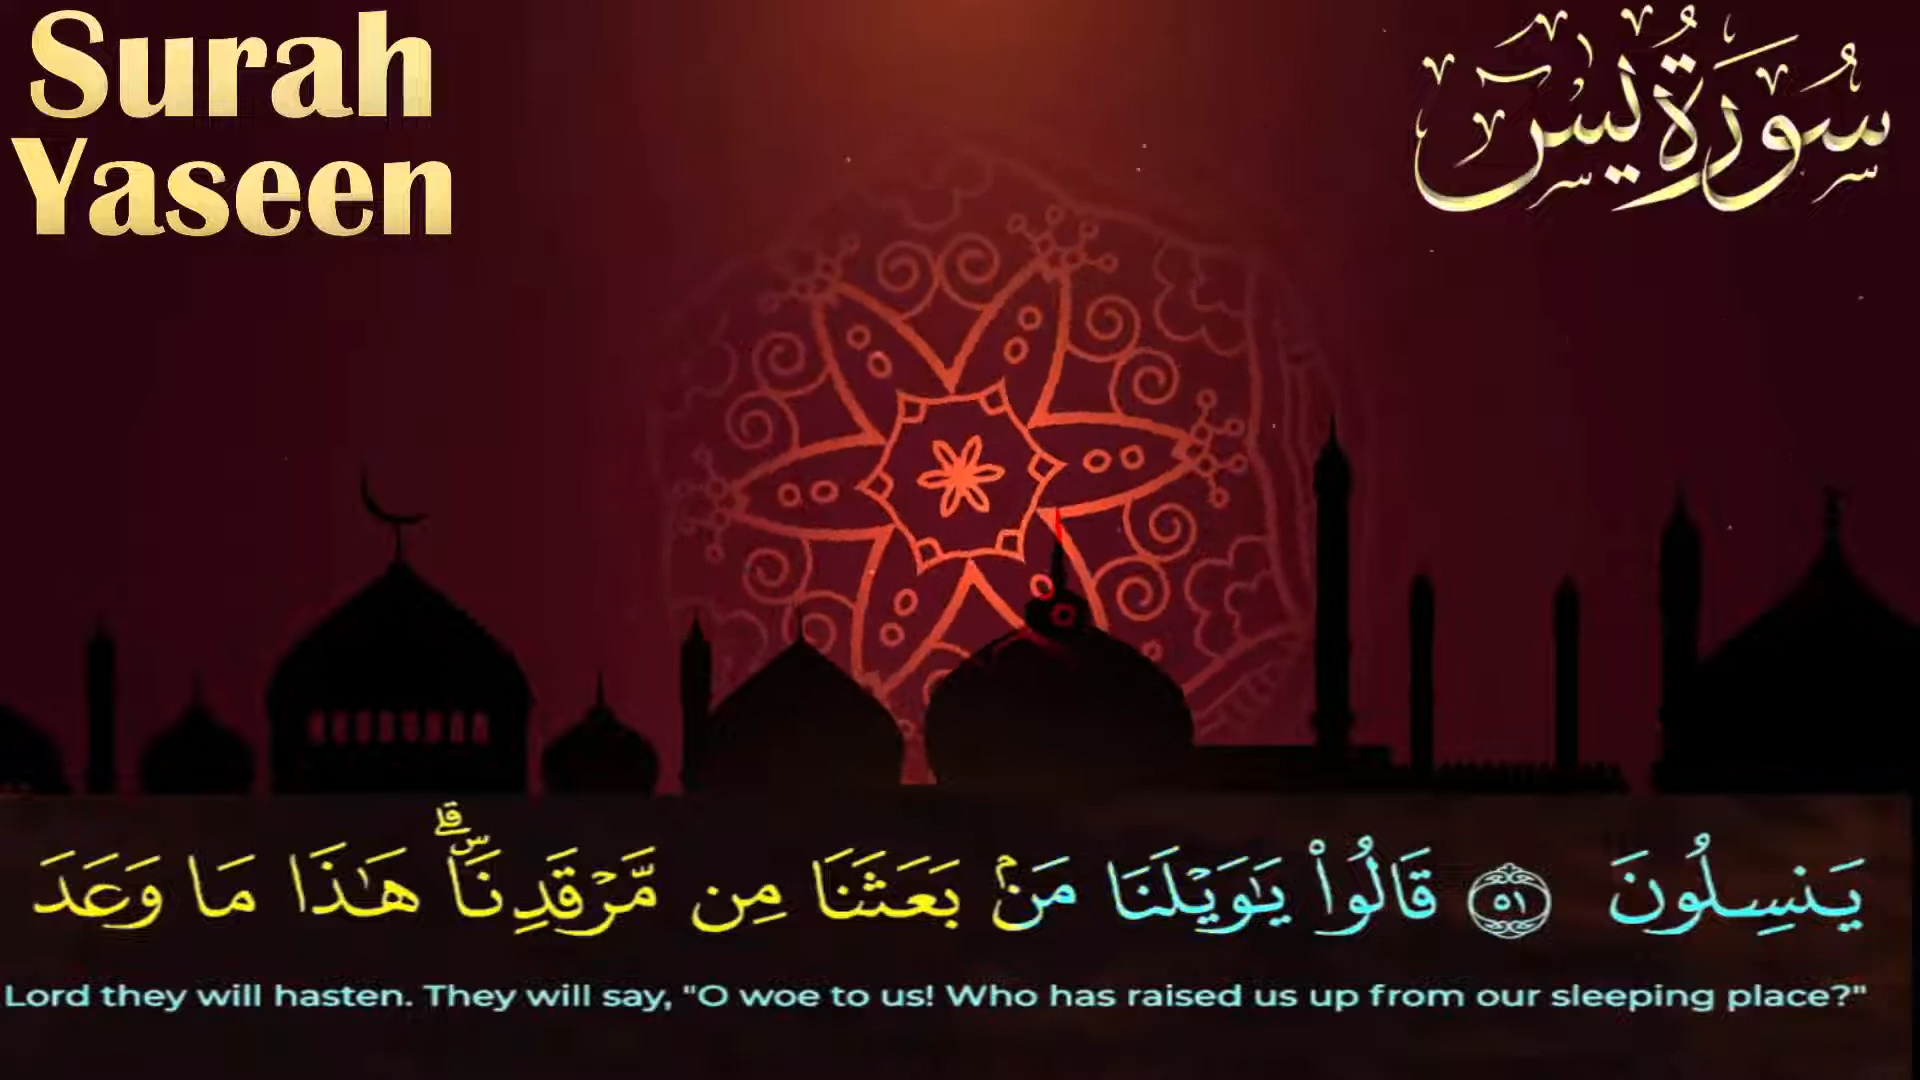 Surah
Yaseen
سُورَةُ يٰسٓ
يَنسِلُونَ ٥١ قَالُوا۟ يَـٰوَيْلَنَا مَنۢ بَعَثَنَا مِن مَّرْقَدِنَا ۜ ۗ هَـٰذَا مَا وَعَدَ
Lord they will hasten. They will say, "O woe to us! Who has raised us up from our sleeping place?"